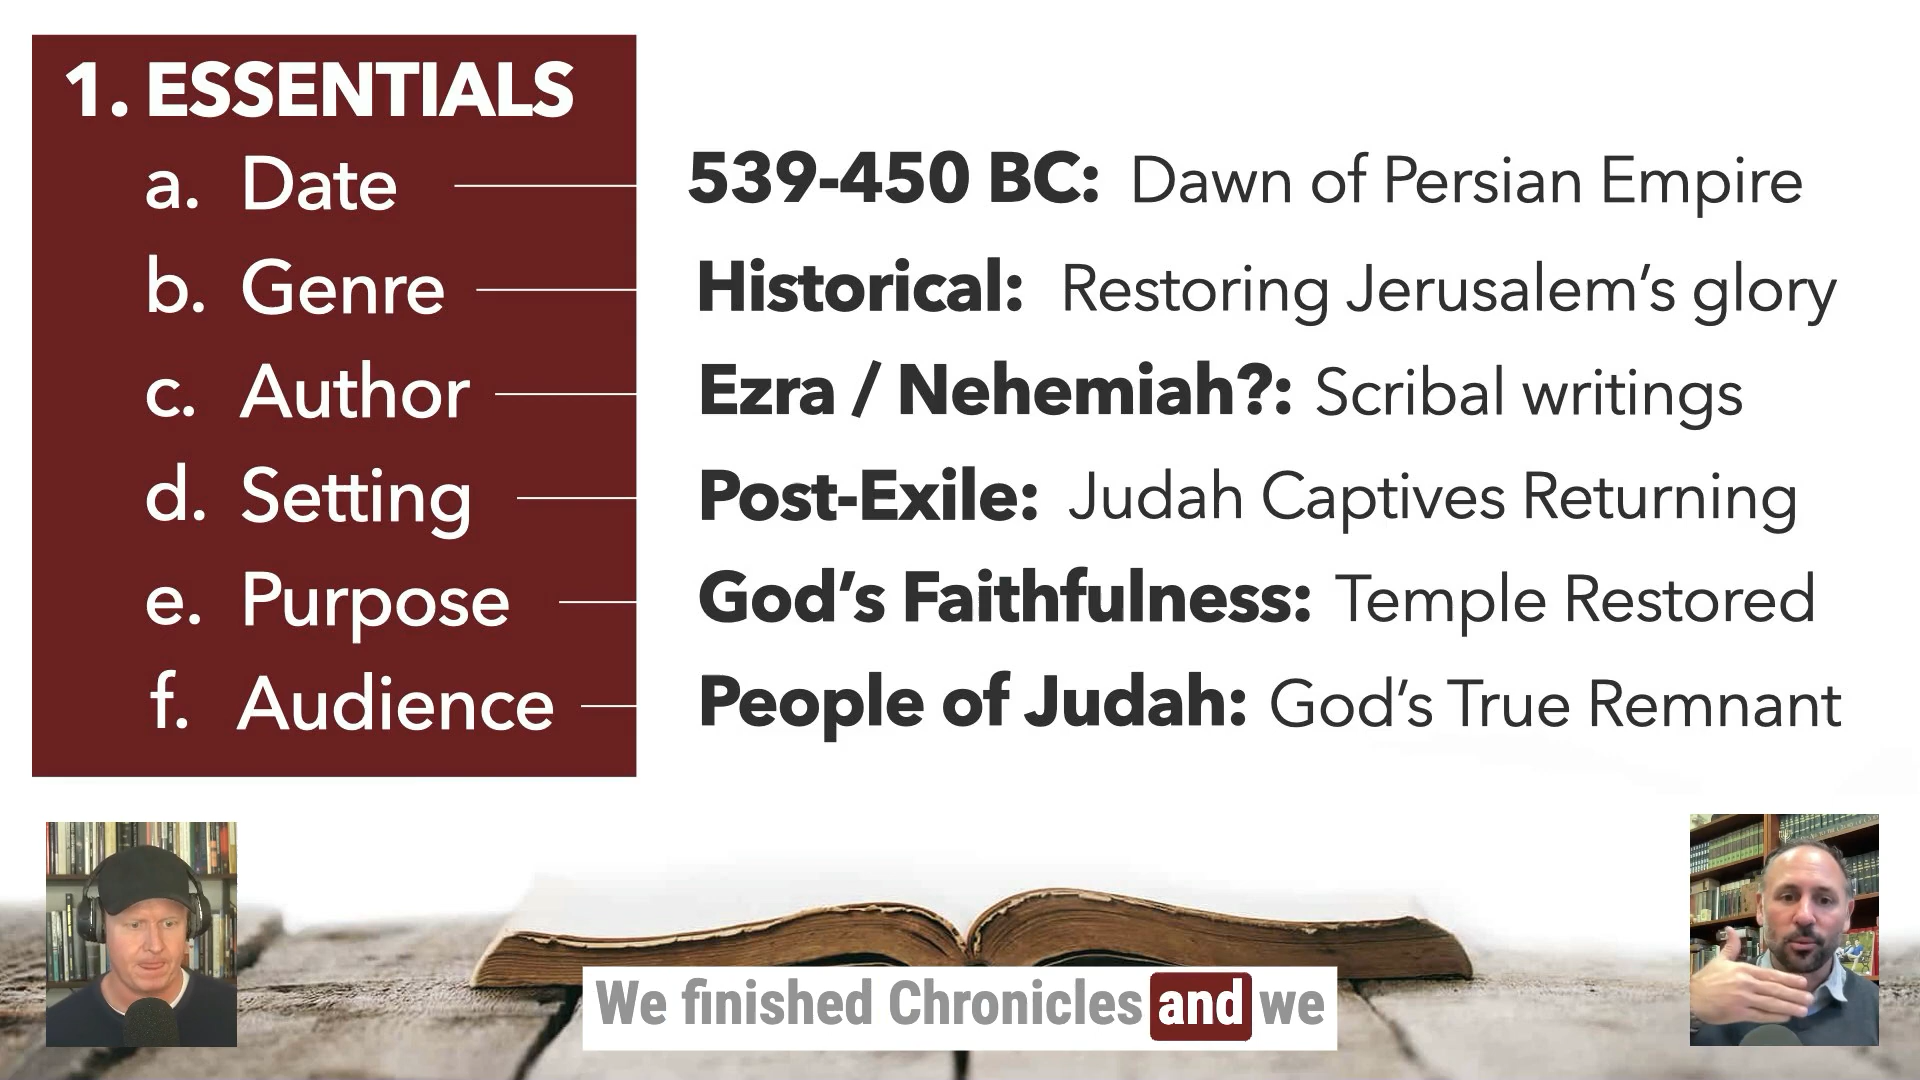 1. ESSENTIALS
a. Date
539-450 BC: Dawn of Persian Empire
b. Genre
Historical: Restoring Jerusalem’s glory
c. Author
Ezra / Nehemiah?: Scribal writings
d. Setting
Post-Exile: Judah Captives Returning
e. Purpose
God’s Faithfulness: Temple Restored
f. Audience
People of Judah: God’s True Remnant
We finished Chronicles and we